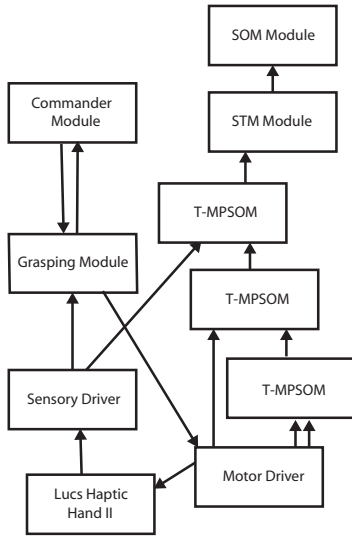 SOM Module
Commander
Module
STM Module
T-MPSOM
Grasping Module
T-MPSOM
T-MPSOM
Sensory Driver
Lucs Haptic
Hand II
Motor Driver